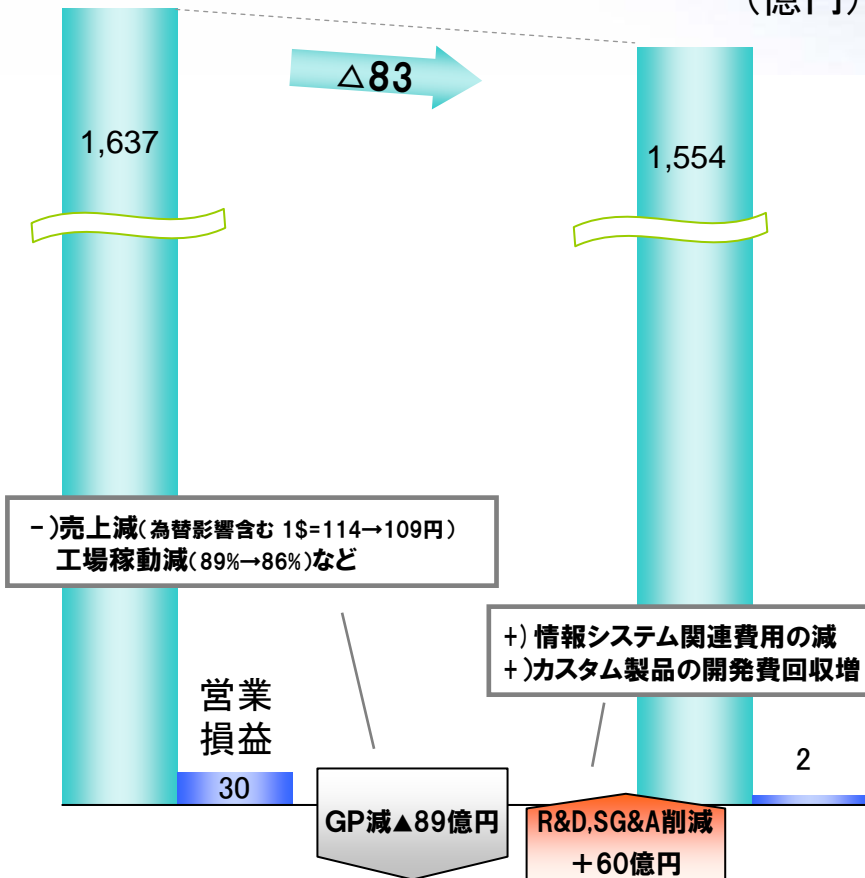 （億円）
△83
1,637
1,554
-）売上減（為替影響含む 1$=114→109円）
工場稼動減（89%→86%）など
+）情報システム関連費用の減
+）カスタム製品の開発費回収増
営業
損益
30
2
GP減▲89億円
R&D,SG&A削減
＋60億円